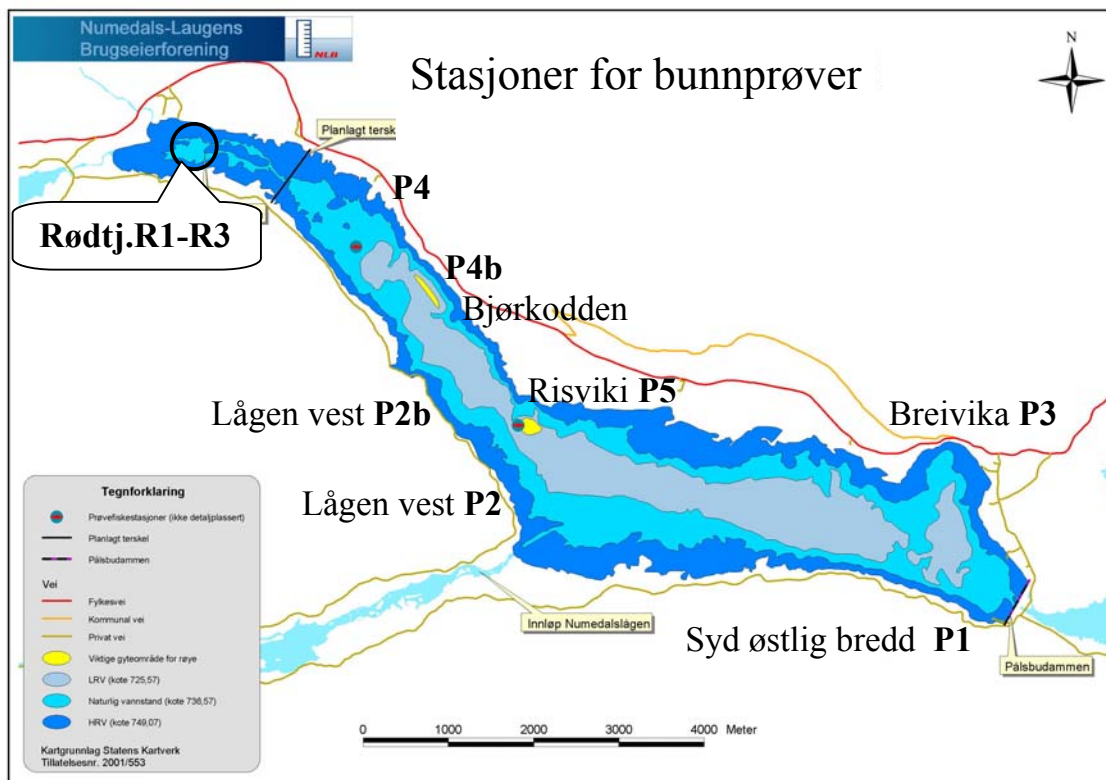 Numedals-Laugens
Brugseierforening
NLB
Stasjoner for bunnprøver
N
Planlagt tersk
P4
Rødtj.R1-R3
P4b
Bjørkodden
Risviki P5
Lågen vest P2b
Breivika P3
Lågen vest P2
Innløp Numedalslågen
Syd østlig bredd P1
Pålsbudammen
Tegnforklaring
Prøvefiskestasjoner (ikke detaljplassert)
Planlagt terskel
Pålsbudammen
Vei
Fylkesvei
Kommunal vei
Privat vei
Viktige gyteområde for røye
LRV (kote 725,57)
Naturlig vannstand (kote 736,57)
HRV (kote 749,07)
Kartgrunnlag Statens Kartverk
Tillatelsesnr. 2001/553
0 1000 2000 3000 4000 Meter